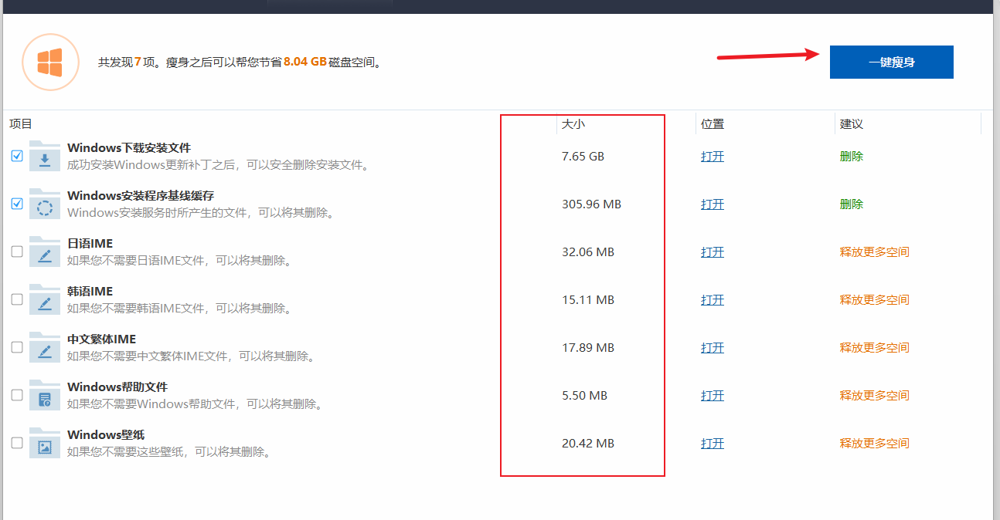 共发现7项。瘦身之后可以帮您节省8.04 GB磁盘空间。
一键瘦身
项目 大小 位置 建议
Windows下载安装文件
成功安装Windows更新补丁之后，可以安全删除安装文件。
7.65 GB 打开 删除
Windows安装程序基线缓存
Windows安装服务时所产生的文件，可以将其删除。
305.96 MB 打开 删除
日语IME
如果您不需要日语IME文件，可以将其删除。
32.06 MB 打开 释放更多空间
韩语IME
如果您不需要韩语IME文件，可以将其删除。
15.11 MB 打开 释放更多空间
中文繁体IME
如果您不需要中文繁体IME文件，可以将其删除。
17.89 MB 打开 释放更多空间
Windows帮助文件
如果您不需要Windows帮助文件，可以将其删除。
5.50 MB 打开 释放更多空间
Windows壁纸
如果您不需要这些壁纸，可以将其删除。
20.42 MB 打开 释放更多空间